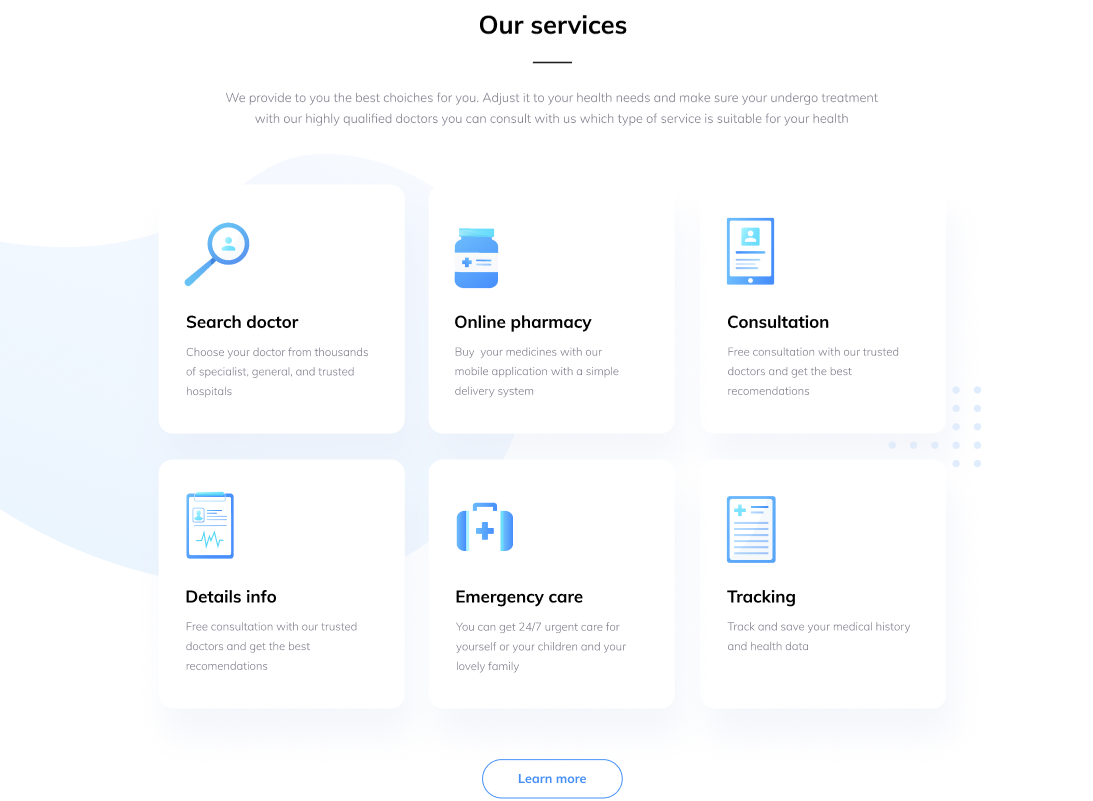 Our services
We provide to you the best choiches for you. Adjust it to your health needs and make sure your undergo treatment
with our highly qualified doctors you can consult with us which type of service is suitable for your health
Search doctor
Choose your doctor from thousands
of specialist, general, and trusted
hospitals
Online pharmacy
Buy  your medicines with our
mobile application with a simple
delivery system
Consultation
Free consultation with our trusted
doctors and get the best
recomendations
Details info
Free consultation with our trusted
doctors and get the best
recomendations
Emergency care
You can get 24/7 urgent care for
yourself or your children and your
lovely family
Tracking
Track and save your medical history
and health data
Learn more